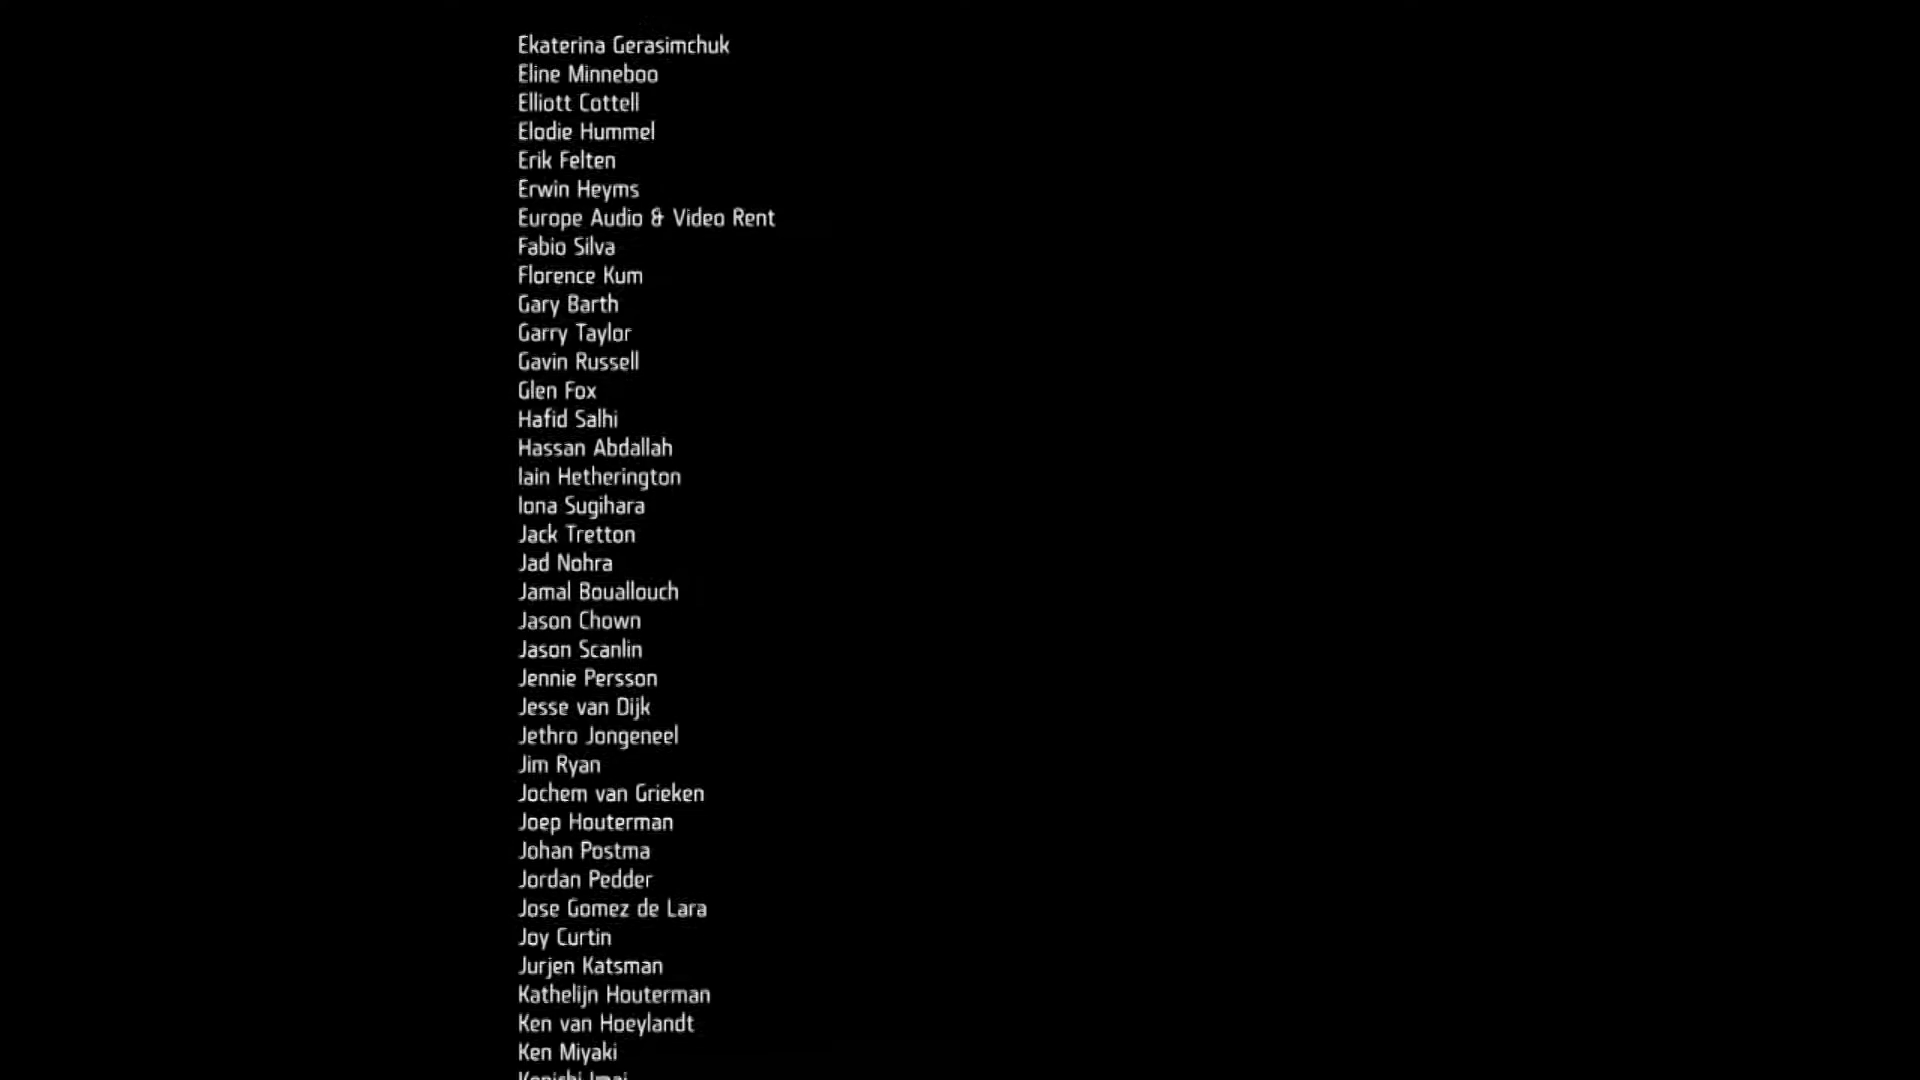 Ekaterina Gerasimchuk
Eline Minneboo
Elliott Cottell
Elodie Hummel
Erik Felten
Erwin Heyms
Europe Audio & Video Rent
Fabio Silva
Florence Kum
Gary Barth
Garry Taylor
Gavin Russell
Glen Fox
Hafid Salhi
Hassan Abdallah
Iain Hetherington
Iona Sugihara
Jack Tretton
Jad Nohra
Jamal Bouallouch
Jason Chown
Jason Scanlin
Jennie Persson
Jesse van Dijk
Jethro Jongeneel
Jim Ryan
Jochem van Grieken
Joep Houterman
Johan Postma
Jordan Pedder
Jose Gomez de Lara
Joy Curtin
Jurjen Katsman
Kathelijn Houterman
Ken van Hoeylandt
Ken Miyaki